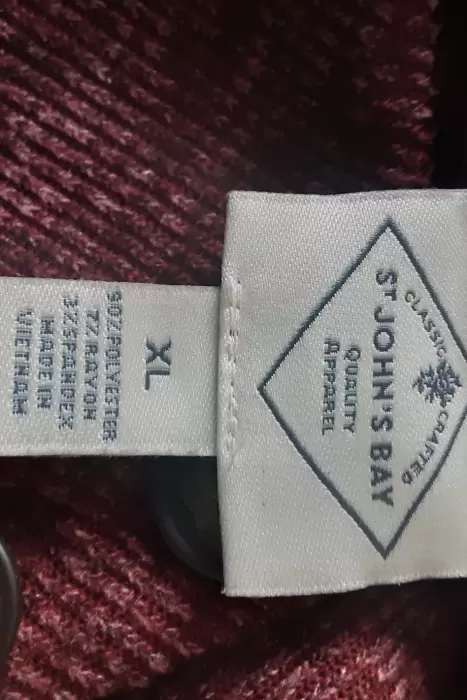 CLASSIC
CRAFTED
ST JOHN'S BAY
QUALITY
APPAREL
XL
90% POLYESTER
7% RAYON
3% SPANDEX
MADE IN
VIETNAM